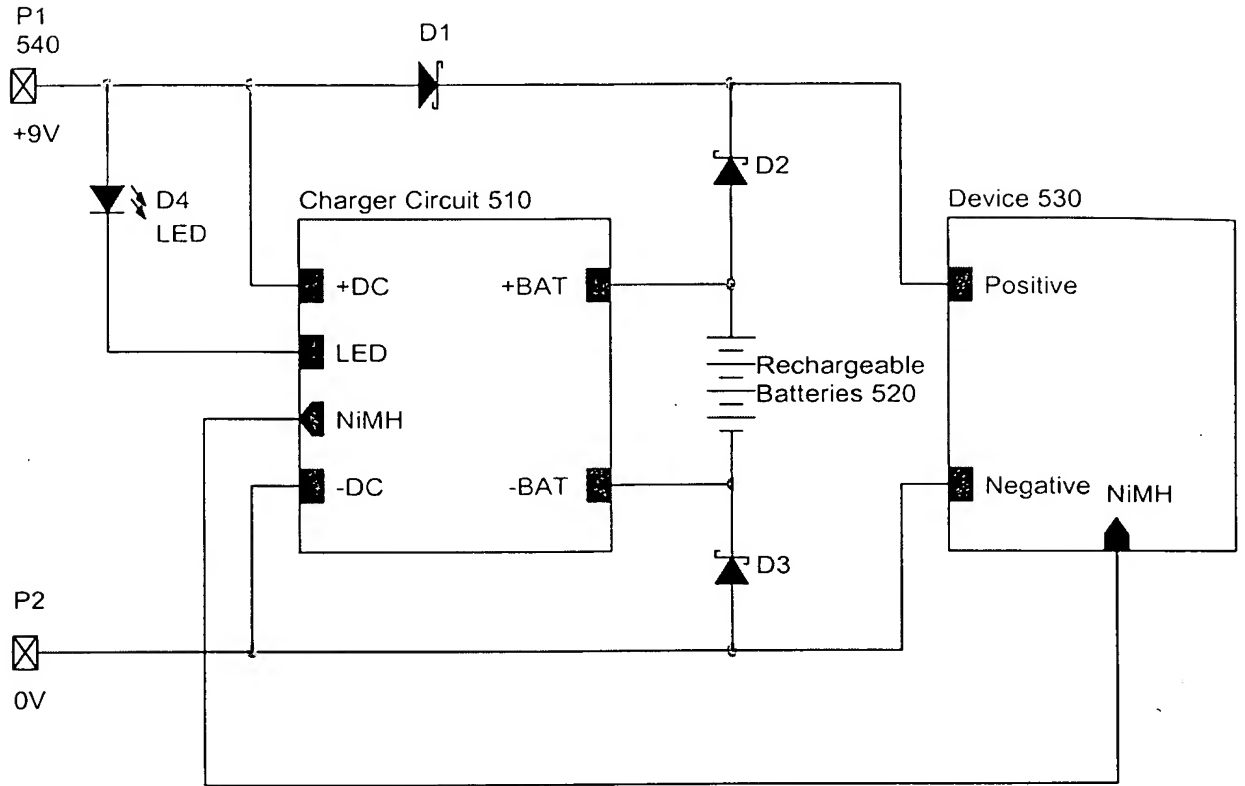 P1
540
+9V
D1
D4
LED
Charger Circuit 510
+DC
LED
NiMH
-DC
+BAT
-BAT
D2
Rechargeable
Batteries 520
D3
Device 530
Positive
Negative
NiMH
P2
0V